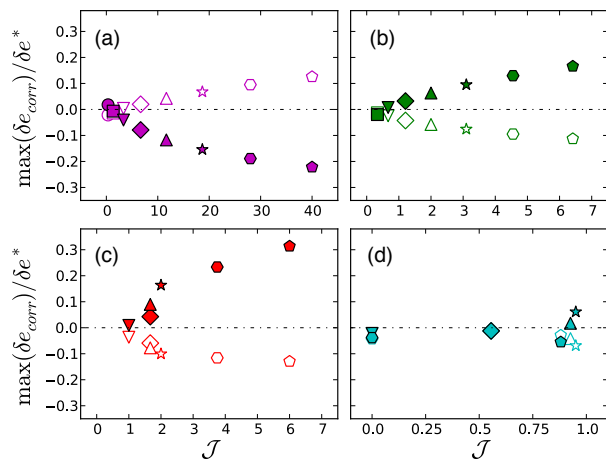 (a)
(b)
max(δe_corr)/δe*
0.3
0.2
0.1
0.0
−0.1
−0.2
−0.3
0 10 20 30 40
0 1 2 3 4 5 6 7
(c)
(d)
max(δe_corr)/δe*
0.3
0.2
0.1
0.0
−0.1
−0.2
−0.3
0 1 2 3 4 5 6 7
0.0 0.25 0.50 0.75 1.0
𝒥
𝒥